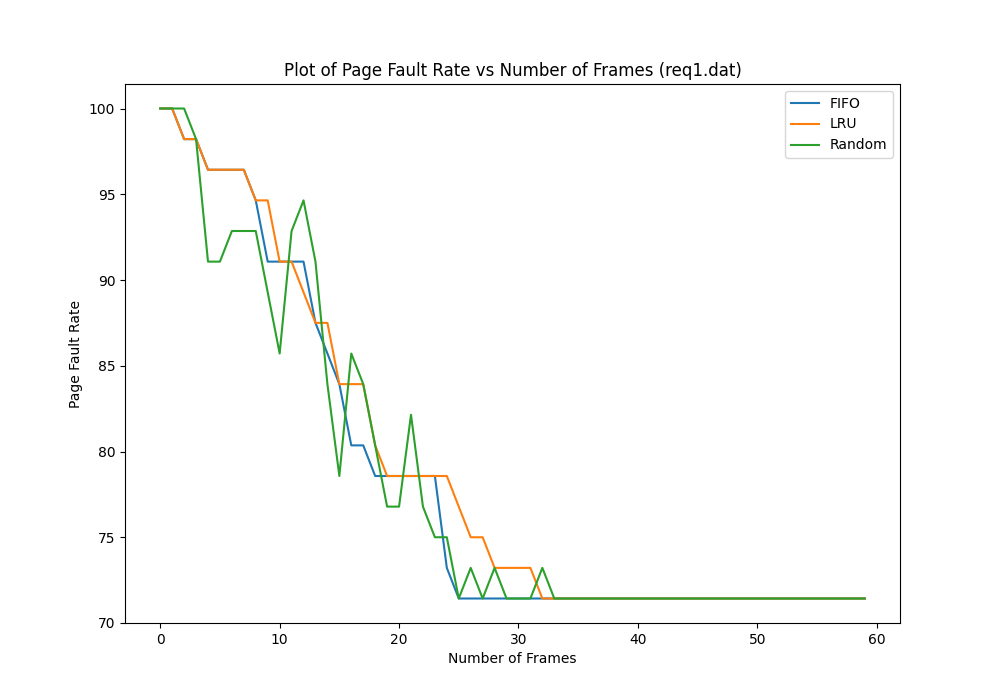 Plot of Page Fault Rate vs Number of Frames (req1.dat)
FIFO
LRU
Random
100
95
90
85
80
75
70
Page Fault Rate
0 10 20 30 40 50 60
Number of Frames